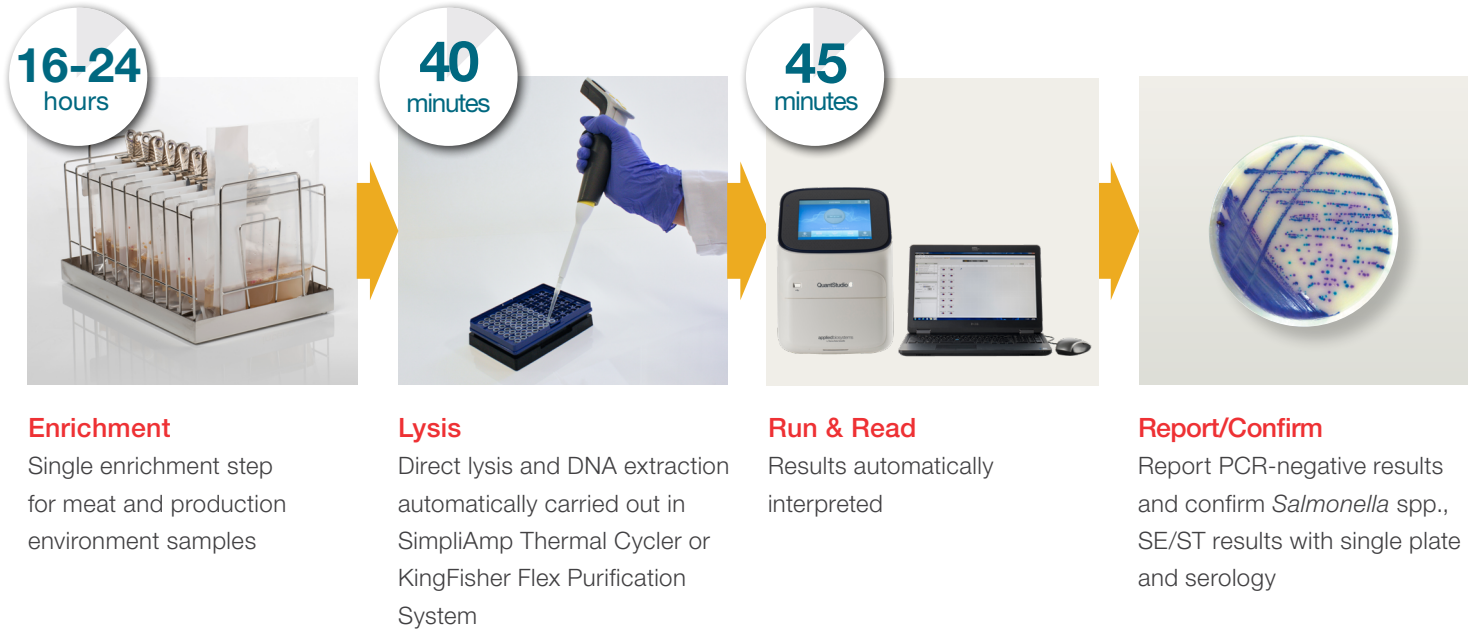 16-24
hours
40
minutes
45
minutes
QuantStudio
applied biosystems
Enrichment
Single enrichment step
for meat and production
environment samples
Lysis
Direct lysis and DNA extraction
automatically carried out in
SimpliAmp Thermal Cycler or
KingFisher Flex Purification
System
Run & Read
Results automatically
interpreted
Report/Confirm
Report PCR-negative results
and confirm Salmonella spp.,
SE/ST results with single plate
and serology